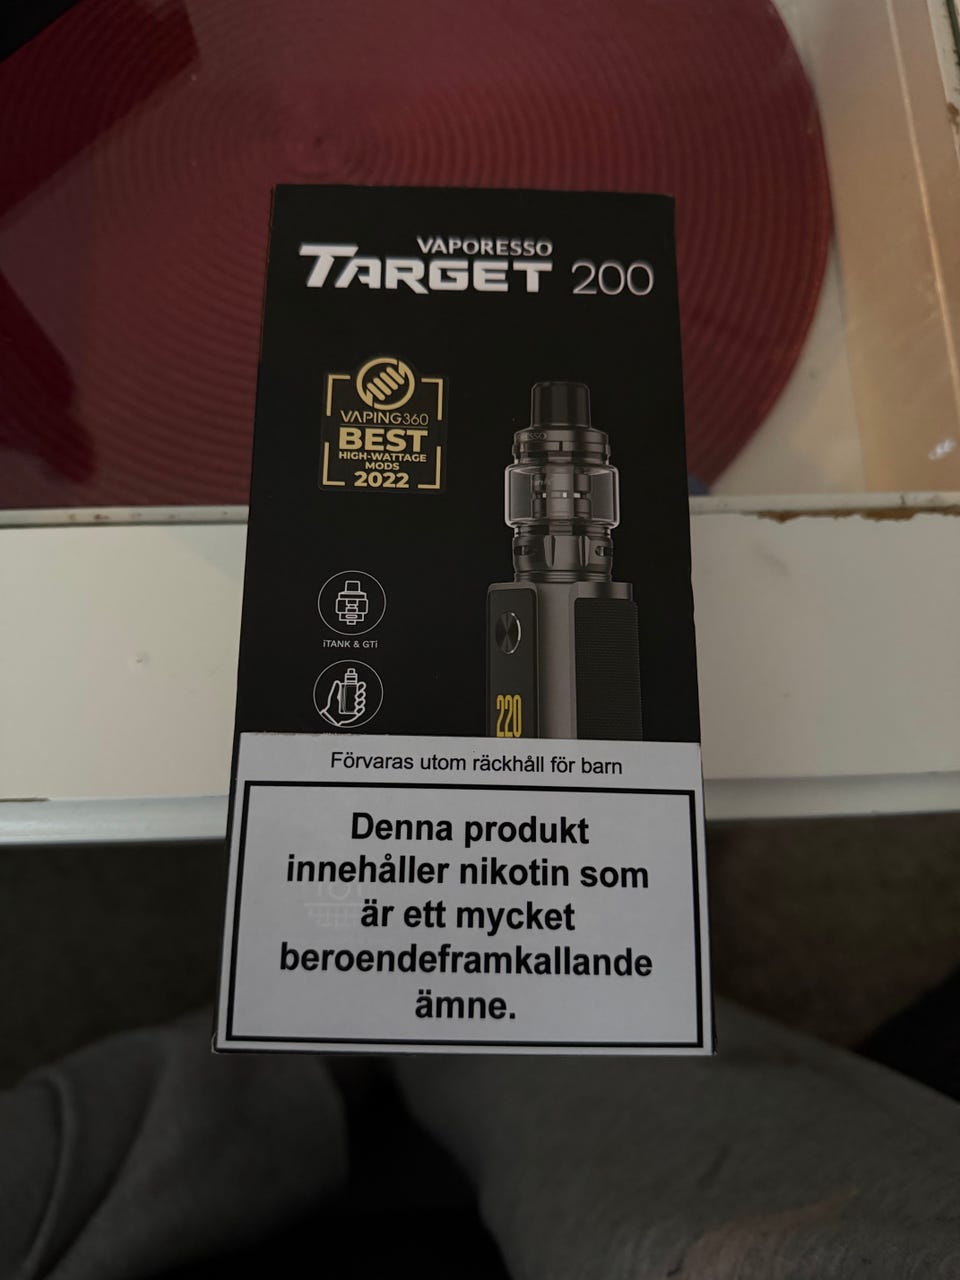 VAPORESSO
TARGET 200
VAPING360
BEST
HIGH-WATTAGE
MODS
2022
iTANK & GTi
220
Förvaras utom räckhåll för barn
Denna produkt
innehåller nikotin som
är ett mycket
beroendeframkallande
ämne.